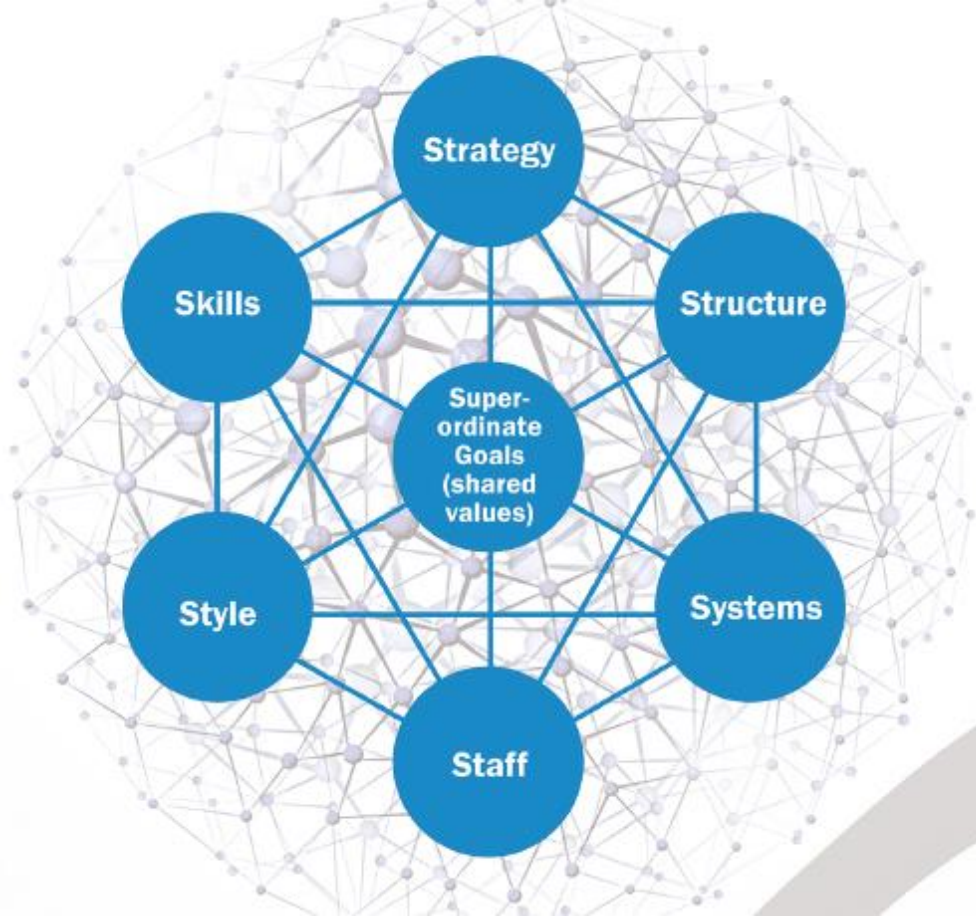 Strategy
Skills
Structure
Super-
ordinate
Goals
(shared
values)
Style
Systems
Staff